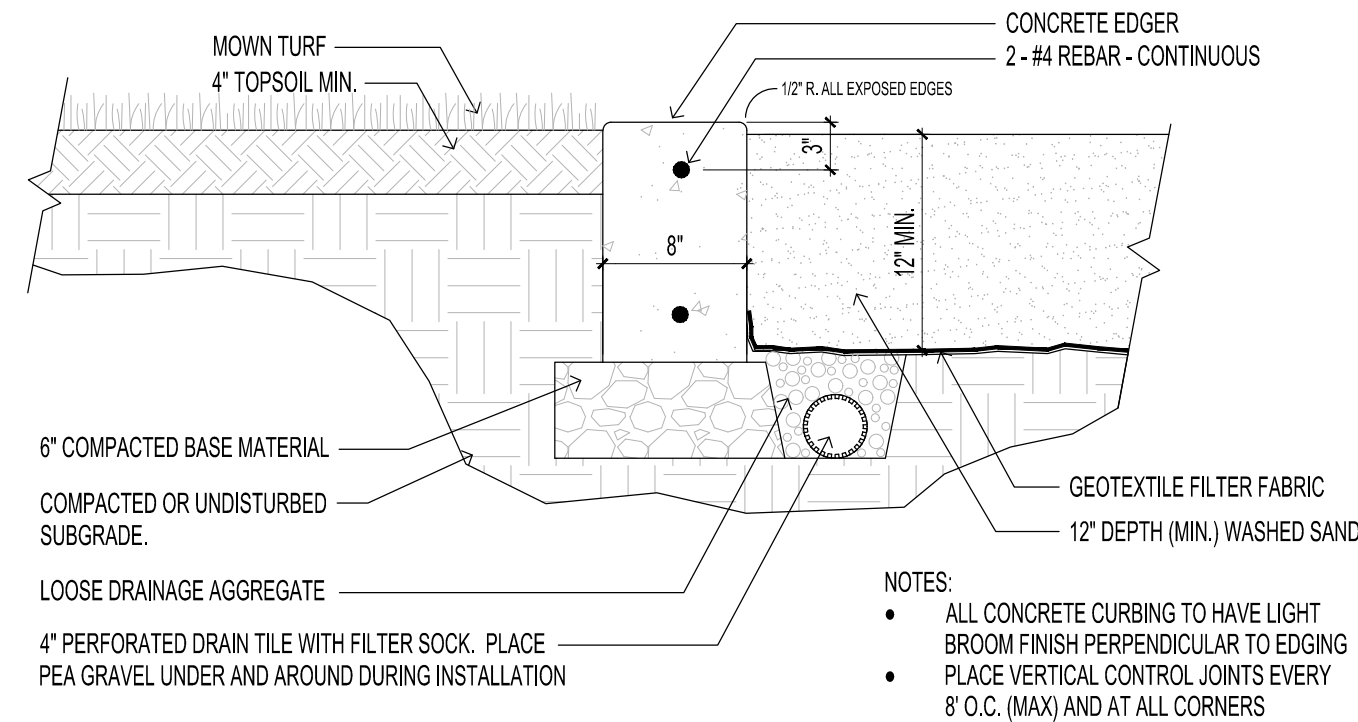 MOWN TURF
4" TOPSOIL MIN.
CONCRETE EDGER
2 - #4 REBAR - CONTINUOUS
1/2" R. ALL EXPOSED EDGES
3"
8"
12" MIN.
6" COMPACTED BASE MATERIAL
COMPACTED OR UNDISTURBED
SUBGRADE.
LOOSE DRAINAGE AGGREGATE
4" PERFORATED DRAIN TILE WITH FILTER SOCK. PLACE
PEA GRAVEL UNDER AND AROUND DURING INSTALLATION
GEOTEXTILE FILTER FABRIC
12" DEPTH (MIN.) WASHED SAND
NOTES:
● ALL CONCRETE CURBING TO HAVE LIGHT
BROOM FINISH PERPENDICULAR TO EDGING
● PLACE VERTICAL CONTROL JOINTS EVERY
8' O.C. (MAX) AND AT ALL CORNERS